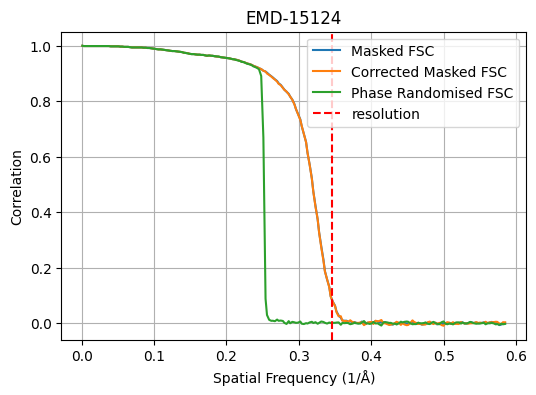 EMD-15124
Masked FSC
Corrected Masked FSC
Phase Randomised FSC
resolution
Correlation
1.0
0.8
0.6
0.4
0.2
0.0
0.0 0.1 0.2 0.3 0.4 0.5 0.6
Spatial Frequency (1/Å)